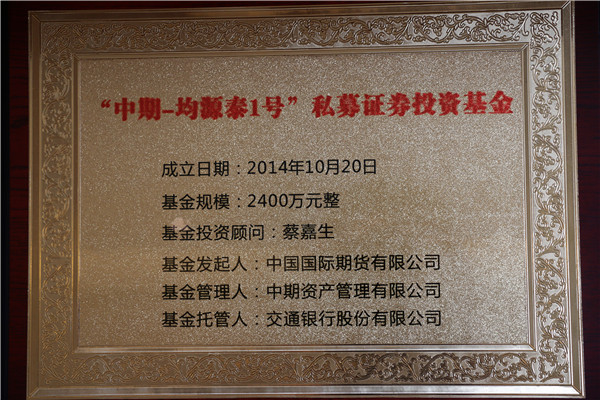 “中期-均源泰1号”私募证券投资基金
成立日期：2014年10月20日
基金规模：2400万元整
基金投资顾问：蔡嘉生
基金发起人：中国国际期货有限公司
基金管理人：中期资产管理有限公司
基金托管人：交通银行股份有限公司